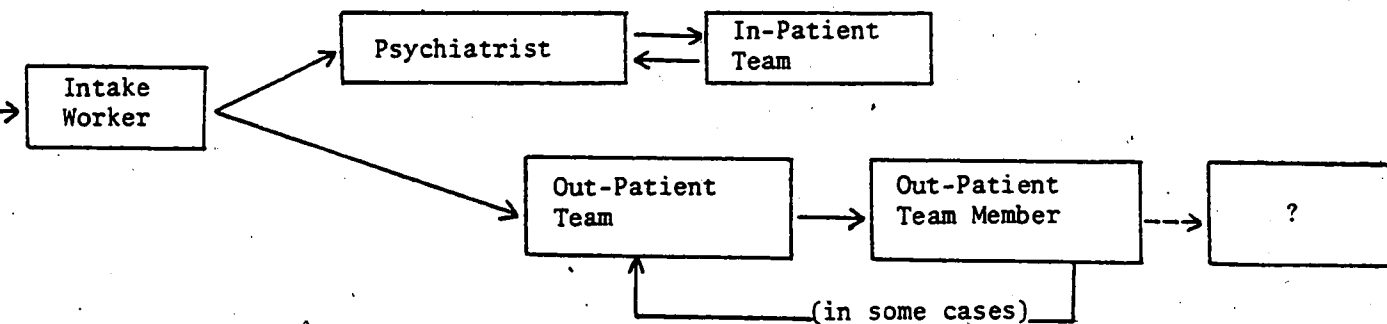 Psychiatrist
In-Patient
Team
Intake
Worker
Out-Patient
Team
Out-Patient
Team Member
?
(in some cases)